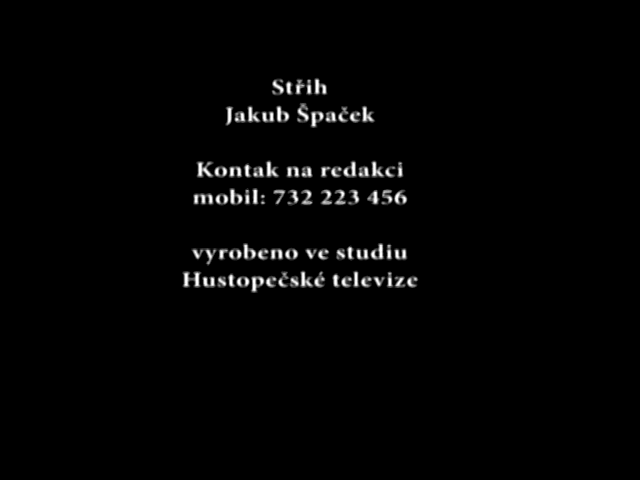 Střih
Jakub Špaček
Kontak na redakci
mobil: 732 223 456
vyrobeno ve studiu
Hustopečské televize